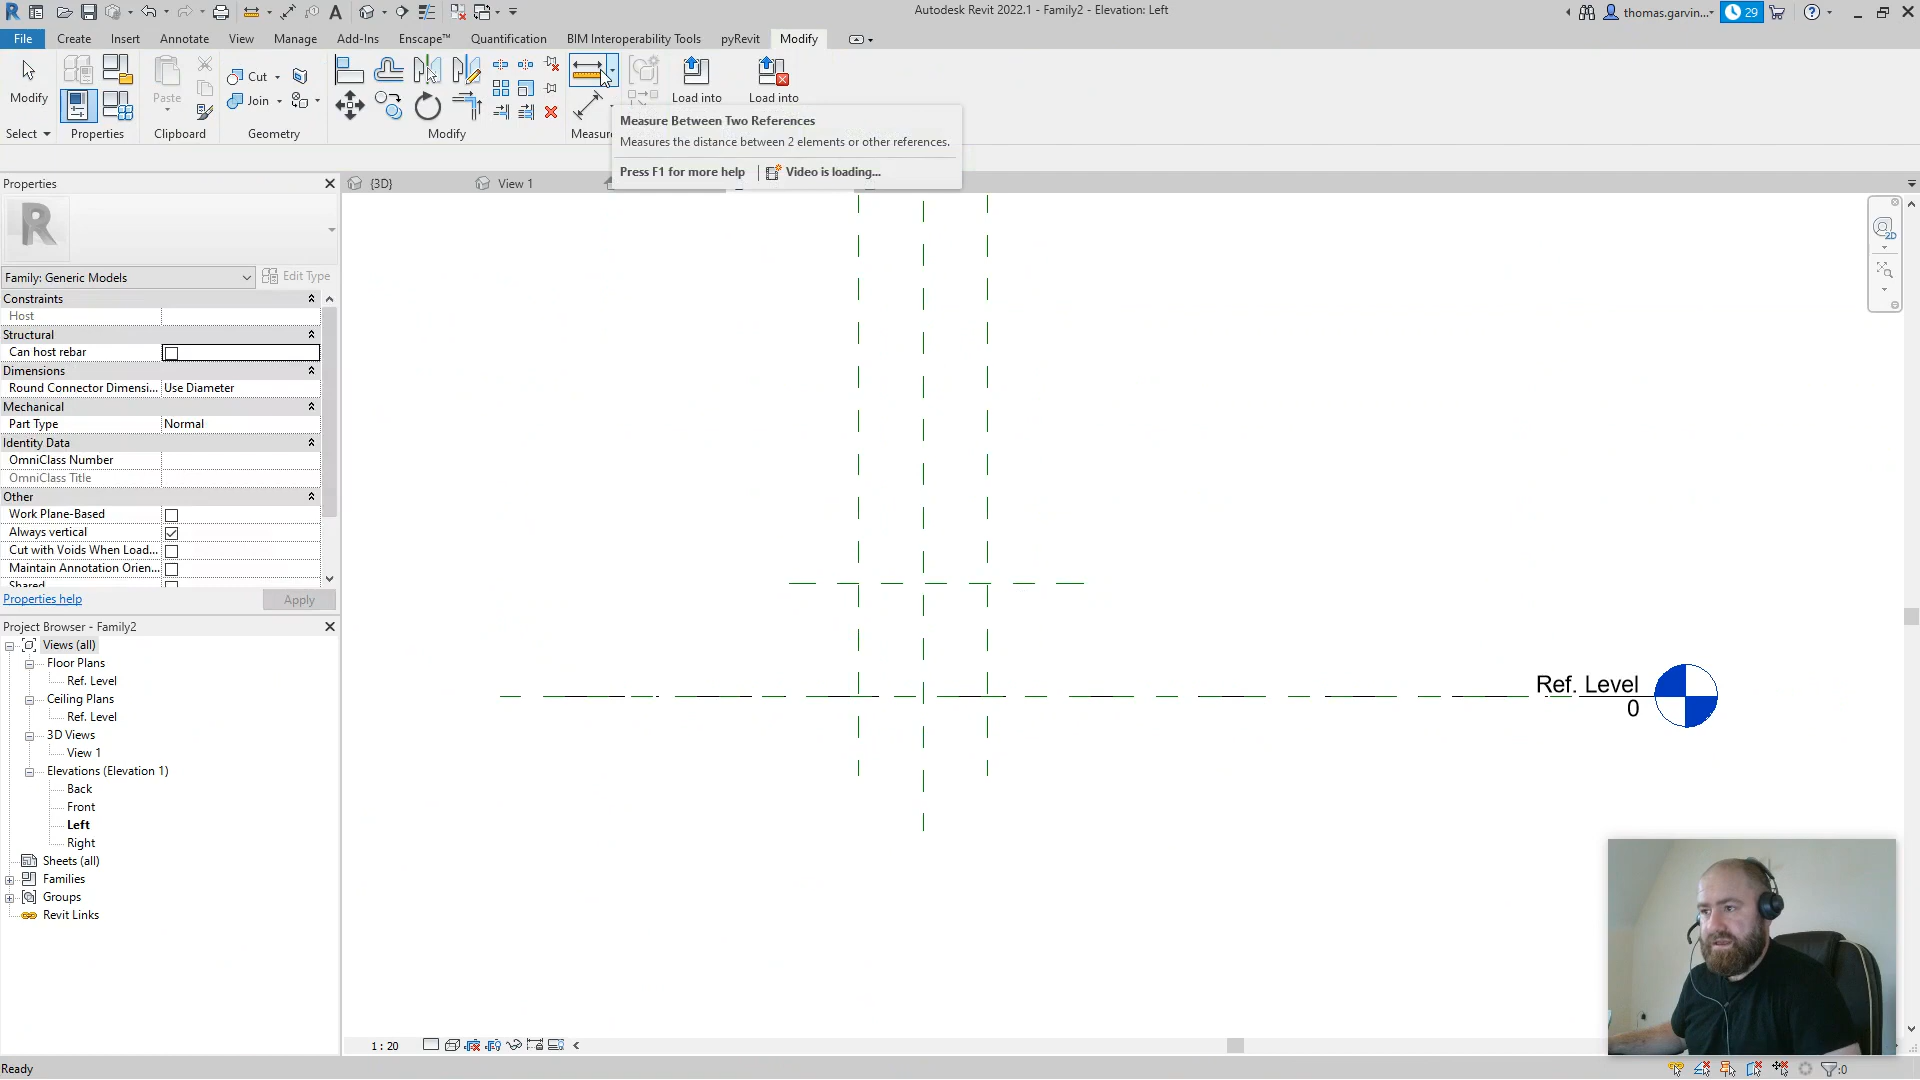 Autodesk Revit 2022.1 - Family2 - Elevation: Left
thomas.garvin...
29
File
Create
Insert
Annotate
View
Manage
Add-Ins
Enscape™
Quantification
BIM Interoperability Tools
pyRevit
Modify
Modify
Paste
Cut
Join
Load into
Load into
Select
Properties
Clipboard
Geometry
Modify
Measure
Measure Between Two References
Measures the distance between 2 elements or other references.
Press F1 for more help
Video is loading...
Properties
{3D}
View 1
R
Family: Generic Models
Edit Type
Constraints
Host
Structural
Can host rebar
Dimensions
Round Connector Dimensi... Use Diameter
Mechanical
Part Type Normal
Identity Data
OmniClass Number
OmniClass Title
Other
Work Plane-Based
Always vertical
Cut with Voids When Load...
Maintain Annotation Orien...
Shared
Properties help
Apply
Project Browser - Family2
Views (all)
Floor Plans
Ref. Level
Ceiling Plans
Ref. Level
3D Views
View 1
Elevations (Elevation 1)
Back
Front
Left
Right
Sheets (all)
Families
Groups
Revit Links
Ref. Level
0
2D
1 : 20
Ready
:0